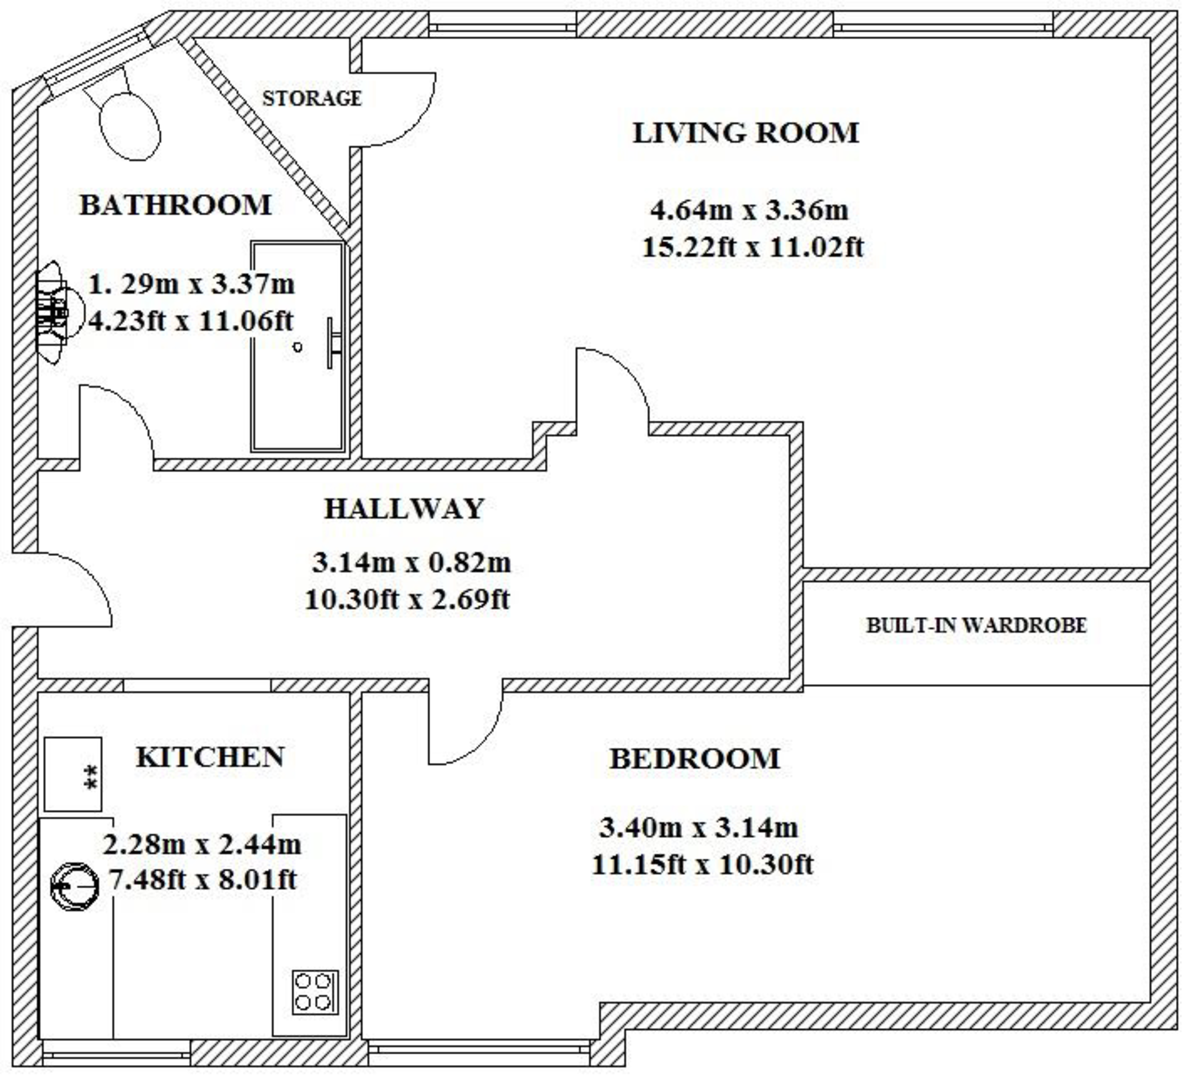 STORAGE
LIVING ROOM
4.64m x 3.36m
15.22ft x 11.02ft
BATHROOM
1. 29m x 3.37m
4.23ft x 11.06ft
HALLWAY
3.14m x 0.82m
10.30ft x 2.69ft
BUILT-IN WARDROBE
KITCHEN
**
2.28m x 2.44m
7.48ft x 8.01ft
BEDROOM
3.40m x 3.14m
11.15ft x 10.30ft